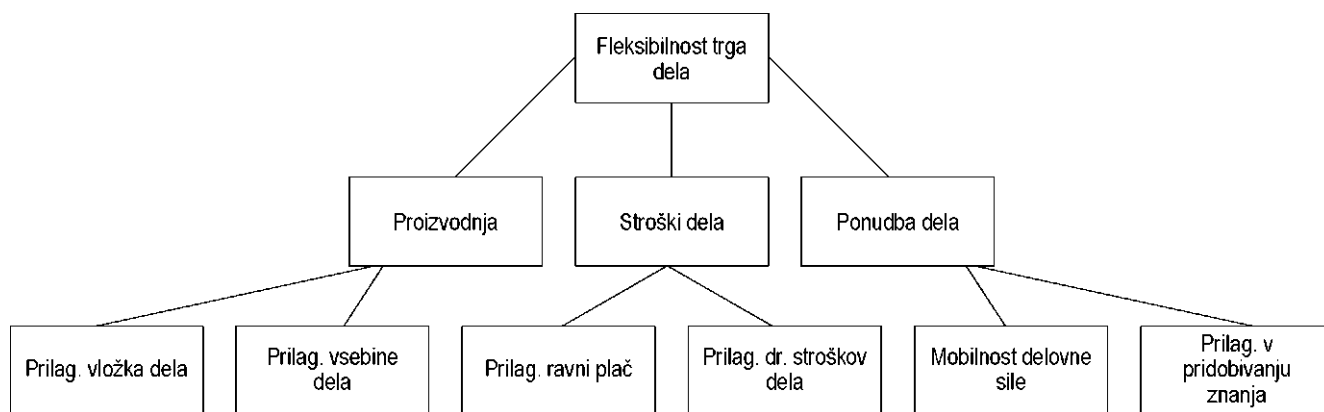 Fleksibilnost trga
dela
Proizvodnja
Stroški dela
Ponudba dela
Prilag. vložka dela
Prilag. vsebine
dela
Prilag. ravni plač
Prilag. dr. stroškov
dela
Mobilnost delovne
sile
Prilag. v
pridobivanju
znanja